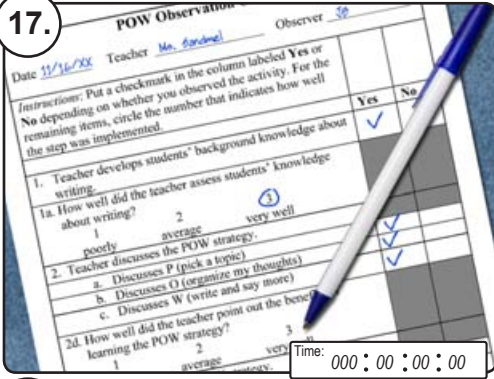 17.
POW Observation
Date 11/16/XX Teacher Ms. Sandmel Observer JB
Instructions: Put a checkmark in the column labeled Yes or
No depending on whether you observed the activity. For the
remaining items, circle the number that indicates how well
the step was implemented.
Yes No
1. Teacher develops students' background knowledge about
writing.
1a. How well did the teacher assess students' knowledge
about writing?
1 2 3
poorly average very well
2. Teacher discusses the POW strategy.
a. Discusses P (pick a topic)
b. Discusses O (organize my thoughts)
c. Discusses W (write and say more)
2d. How well did the teacher point out the
learning the POW strategy?
1 2 3
average very
Time: 000 : 00 : 00 : 00